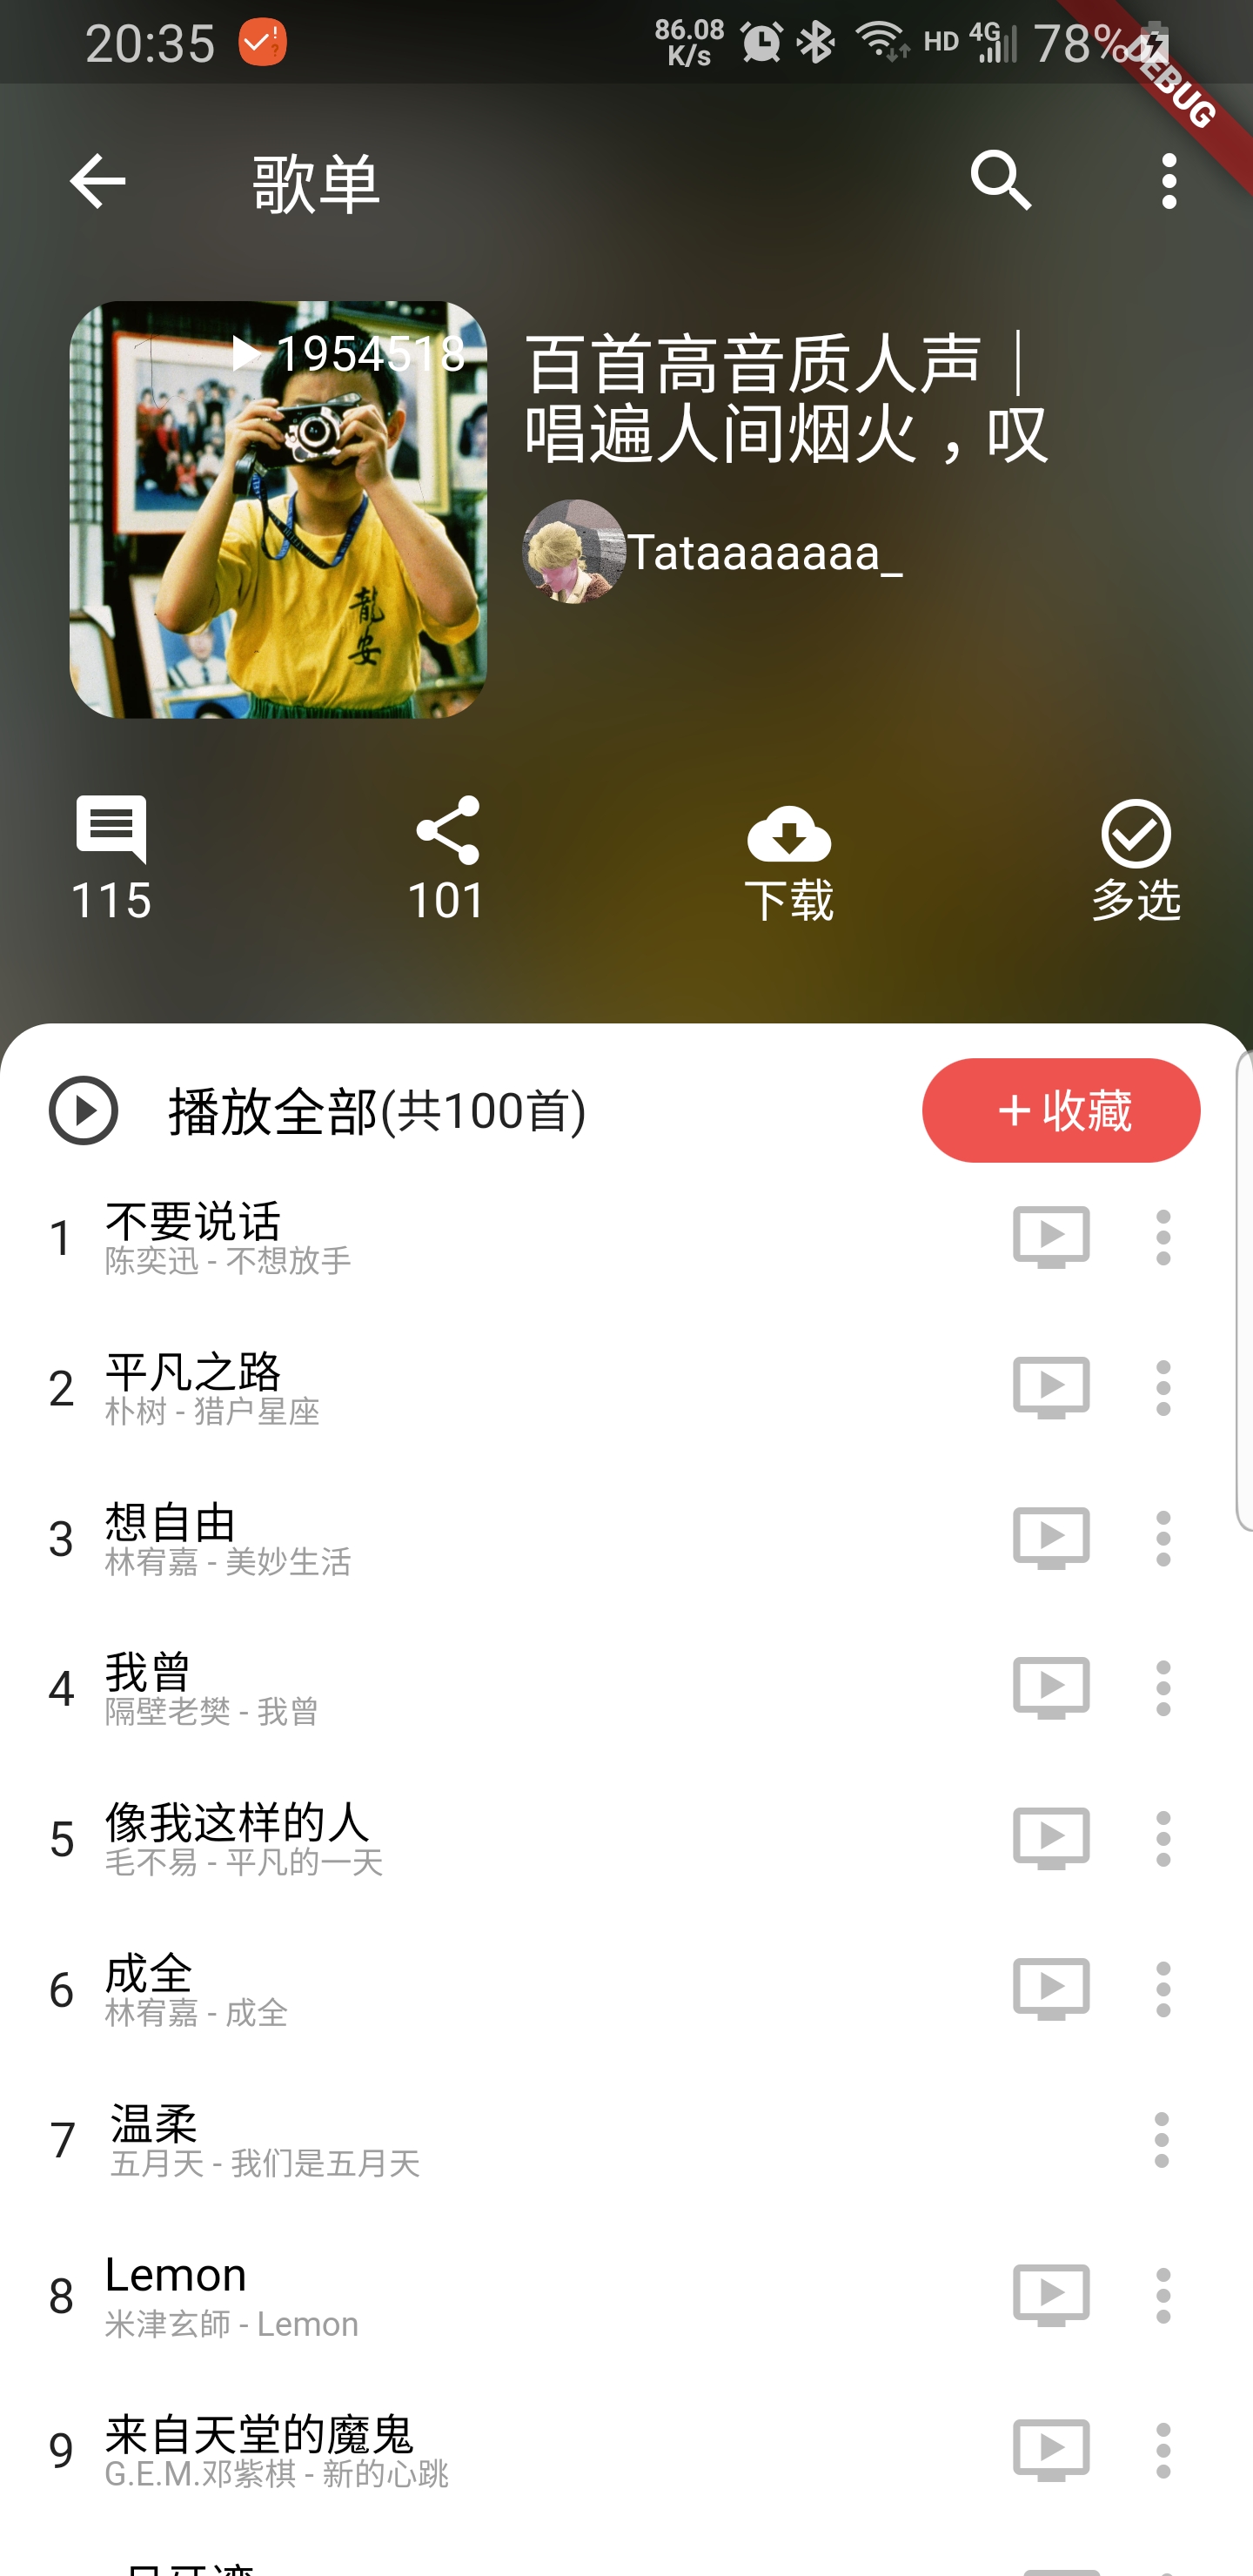 20:35
86.08 K/s HD 4G 78%
DEBUG
歌单
1954518
百首高音质人声｜
唱遍人间烟火，叹
Tataaaaaaa_
龍安
115 101 下载 多选
播放全部(共100首) +收藏
1 不要说话
陈奕迅 - 不想放手
2 平凡之路
朴树 - 猎户星座
3 想自由
林宥嘉 - 美妙生活
4 我曾
隔壁老樊 - 我曾
5 像我这样的人
毛不易 - 平凡的一天
6 成全
林宥嘉 - 成全
7 温柔
五月天 - 我们是五月天
8 Lemon
米津玄師 - Lemon
9 来自天堂的魔鬼
G.E.M.邓紫棋 - 新的心跳